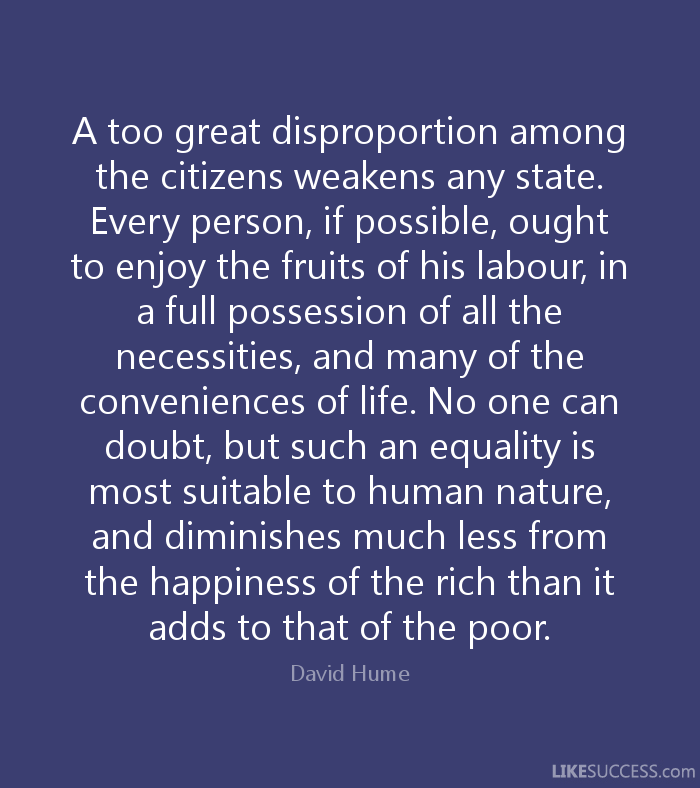 A too great disproportion among
the citizens weakens any state.
Every person, if possible, ought
to enjoy the fruits of his labour, in
a full possession of all the
necessities, and many of the
conveniences of life. No one can
doubt, but such an equality is
most suitable to human nature,
and diminishes much less from
the happiness of the rich than it
adds to that of the poor.
David Hume
LIKESUCCESS.com